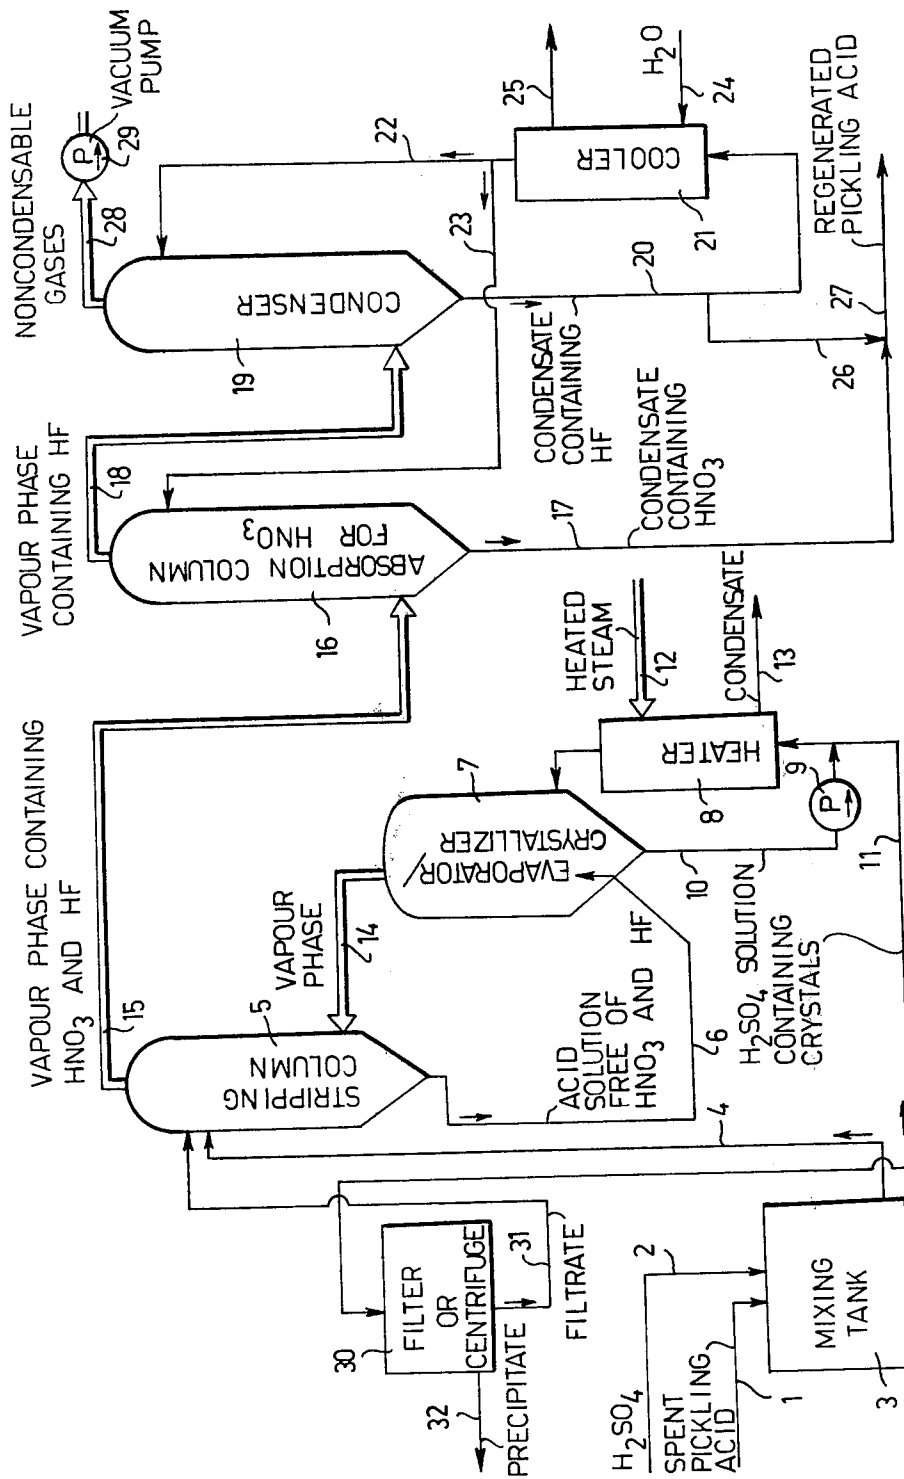 NONCONDENSABLE
GASES
P
VACUUM
PUMP
28
29
VAPOUR PHASE
CONTAINING HF
18
CONDENSER
19
22
23
25
COOLER
21
H2O
24
VAPOUR PHASE CONTAINING
HNO3 AND HF
15
ABSORPTION COLUMN
FOR HNO3
16
CONDENSATE
CONTAINING
HF
20
26
REGENERATED
PICKLING ACID
27
17
CONDENSATE
CONTAINING
HNO3
STRIPPING
COLUMN
5
VAPOUR
PHASE
14
EVAPORATOR/
CRYSTALLIZER
7
HEATED
STEAM
12
HEATER
8
CONDENSATE
13
P
9
10
H2SO4 SOLUTION
CONTAINING
CRYSTALS
11
ACID
SOLUTION
FREE OF
HNO3 AND HF
6
4
FILTER
OR
CENTRIFUGE
30
31
FILTRATE
32
PRECIPITATE
H2SO4
2
SPENT
PICKLING
ACID
1
MIXING
TANK
3